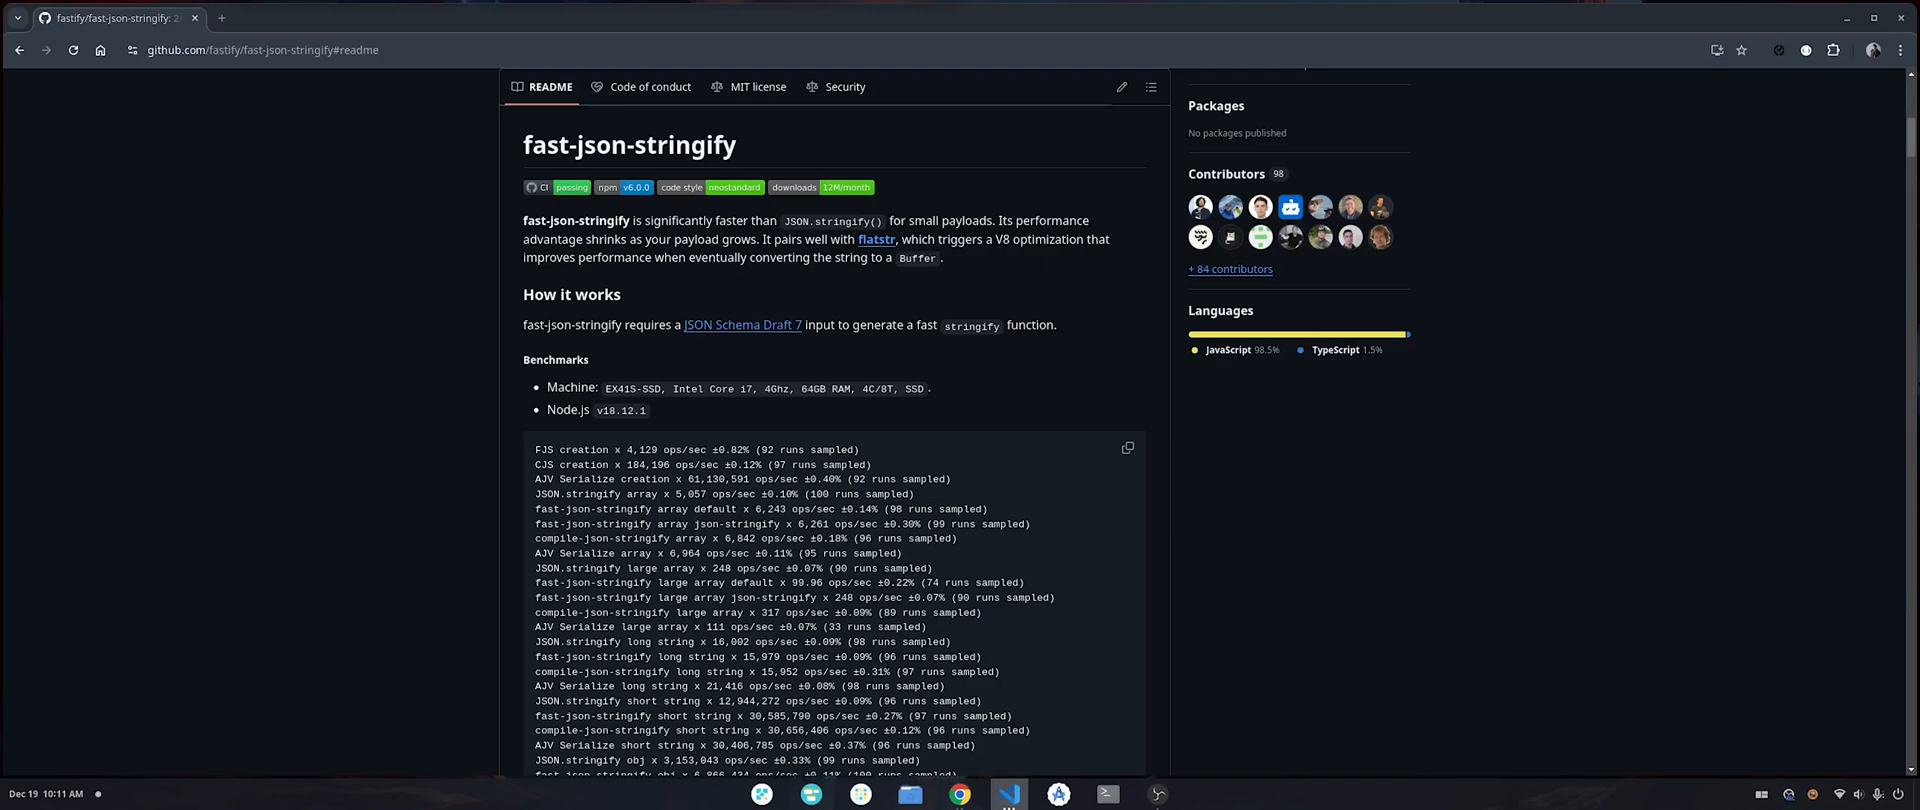 fastify/fast-json-stringify: 2
github.com/fastify/fast-json-stringify#readme
README Code of conduct MIT license Security
fast-json-stringify
CI passing npm v6.0.0 code style neostandard downloads 12M/month
fast-json-stringify is significantly faster than JSON.stringify() for small payloads. Its performance
advantage shrinks as your payload grows. It pairs well with flatstr, which triggers a V8 optimization that
improves performance when eventually converting the string to a Buffer.
How it works
fast-json-stringify requires a JSON Schema Draft 7 input to generate a fast stringify function.
Benchmarks
• Machine: EX41S-SSD, Intel Core i7, 4Ghz, 64GB RAM, 4C/8T, SSD.
• Node.js v18.12.1
FJS creation x 4,129 ops/sec ±0.82% (92 runs sampled)
CJS creation x 184,196 ops/sec ±0.12% (97 runs sampled)
AJV Serialize creation x 61,130,591 ops/sec ±0.40% (92 runs sampled)
JSON.stringify array x 5,057 ops/sec ±0.10% (100 runs sampled)
fast-json-stringify array default x 6,243 ops/sec ±0.14% (98 runs sampled)
fast-json-stringify array json-stringify x 6,261 ops/sec ±0.30% (99 runs sampled)
compile-json-stringify array x 6,842 ops/sec ±0.18% (96 runs sampled)
AJV Serialize array x 6,964 ops/sec ±0.11% (95 runs sampled)
JSON.stringify large array x 248 ops/sec ±0.07% (90 runs sampled)
fast-json-stringify large array default x 99.96 ops/sec ±0.22% (74 runs sampled)
fast-json-stringify large array json-stringify x 248 ops/sec ±0.07% (90 runs sampled)
compile-json-stringify large array x 317 ops/sec ±0.09% (89 runs sampled)
AJV Serialize large array x 111 ops/sec ±0.07% (33 runs sampled)
JSON.stringify long string x 16,002 ops/sec ±0.09% (98 runs sampled)
fast-json-stringify long string x 15,979 ops/sec ±0.09% (96 runs sampled)
compile-json-stringify long string x 15,952 ops/sec ±0.31% (97 runs sampled)
AJV Serialize long string x 21,416 ops/sec ±0.08% (98 runs sampled)
JSON.stringify short string x 12,944,272 ops/sec ±0.09% (96 runs sampled)
fast-json-stringify short string x 30,585,790 ops/sec ±0.27% (97 runs sampled)
compile-json-stringify short string x 30,656,406 ops/sec ±0.12% (96 runs sampled)
AJV Serialize short string x 30,406,785 ops/sec ±0.37% (96 runs sampled)
JSON.stringify obj x 3,153,043 ops/sec ±0.33% (99 runs sampled)
fast-json-stringify obj x 6,866,434 ops/sec ±0.11% (100 runs sampled)
Packages
No packages published
Contributors 98
+ 84 contributors
Languages
JavaScript 98.5% TypeScript 1.5%
Dec 19 10:11 AM